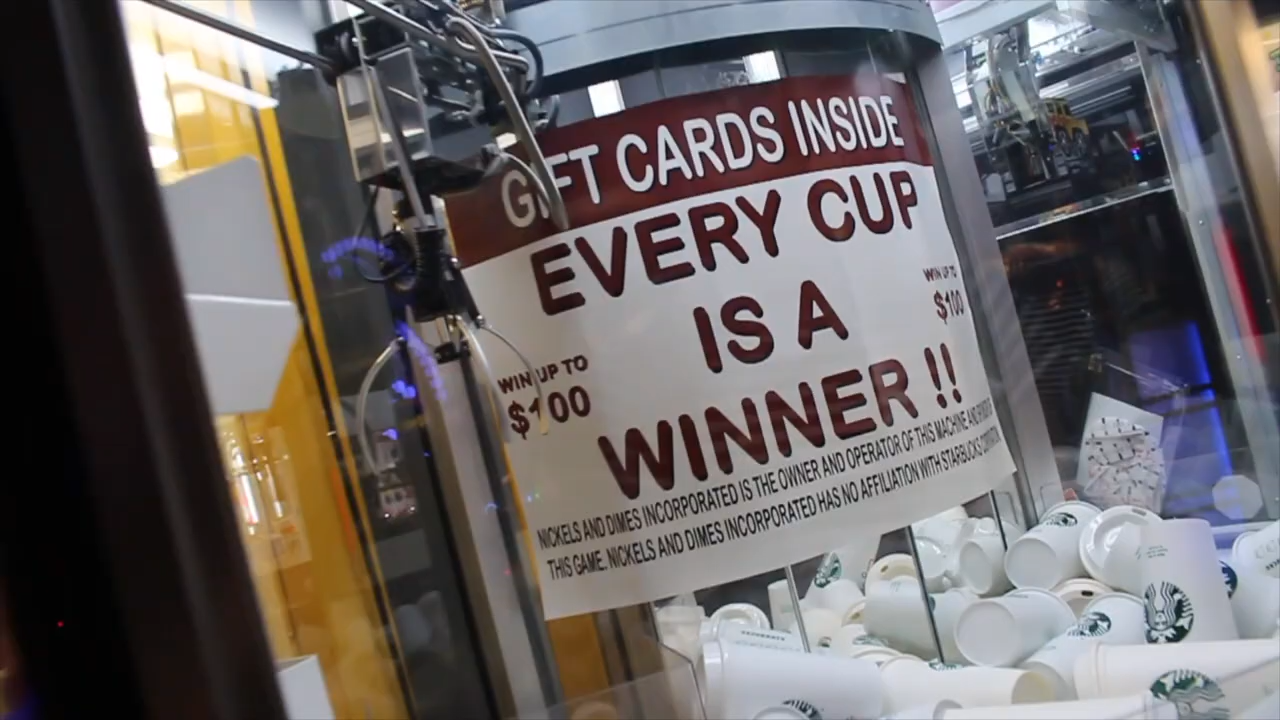 GIFT CARDS INSIDE
EVERY CUP
IS A
WINNER !!
WIN UP TO
$100
WIN UP TO
$100
NICKELS AND DIMES INCORPORATED IS THE OWNER AND OPERATOR OF THIS MACHINE AND
THIS GAME. NICKELS AND DIMES INCORPORATED HAS NO AFFILIATION WITH STARBUCKS